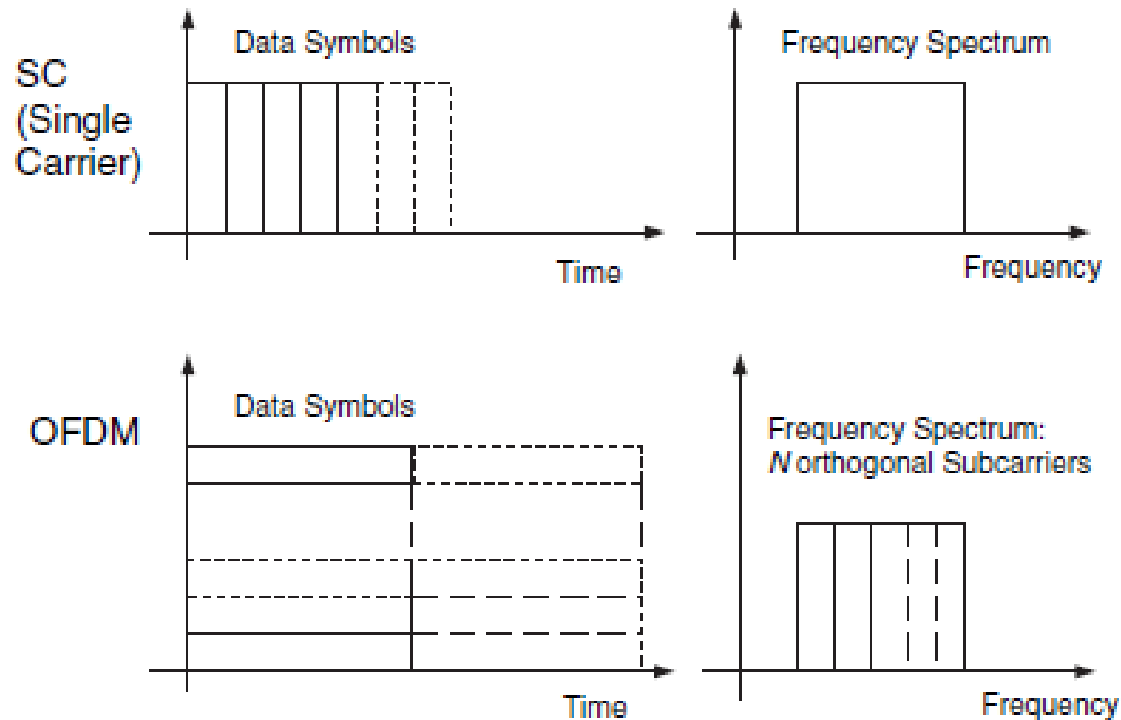 Data Symbols
Frequency Spectrum
SC
(Single
Carrier)
Time
Frequency
Data Symbols
OFDM
Frequency Spectrum:
N orthogonal Subcarriers
Time
Frequency